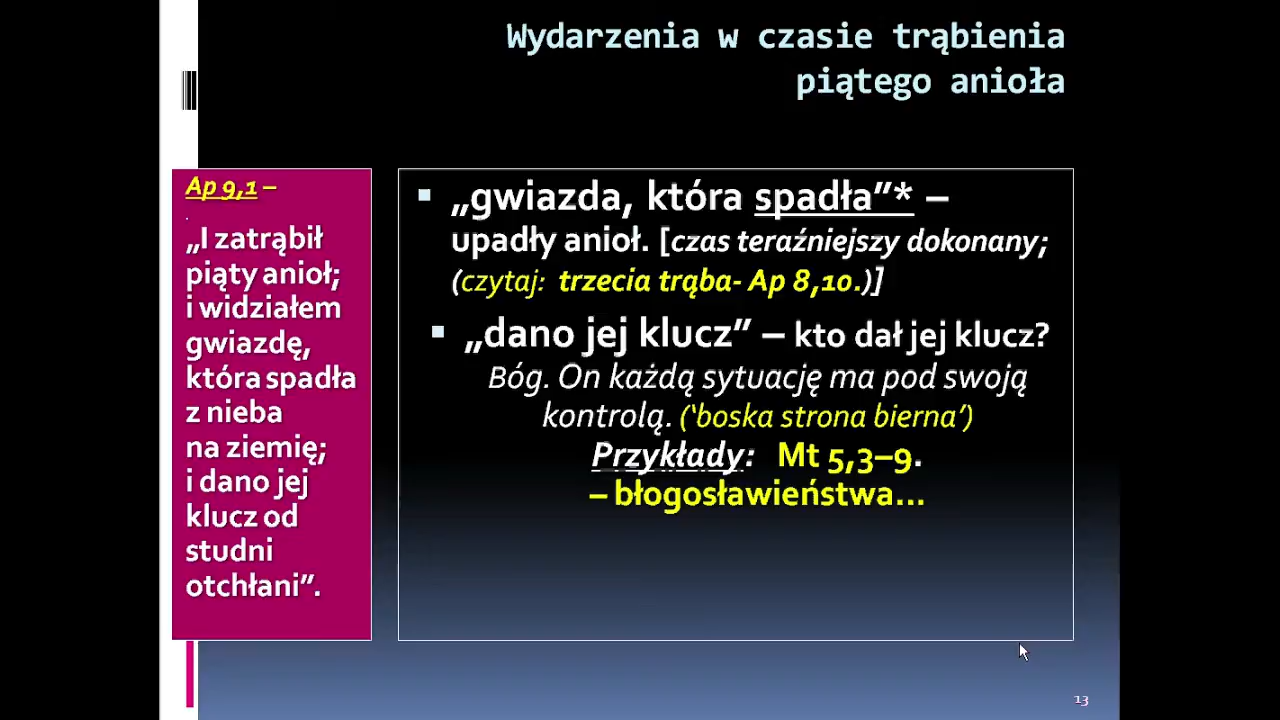 Wydarzenia w czasie trąbienia
piątego anioła
Ap 9,1 –
„I zatrąbił
piąty anioł;
i widziałem
gwiazdę,
która spadła
z nieba
na ziemię;
i dano jej
klucz od
studni
otchłani”.
„gwiazda, która spadła”* –
upadły anioł. [czas teraźniejszy dokonany;
(czytaj: trzecia trąba- Ap 8,10.)]
„dano jej klucz” – kto dał jej klucz?
Bóg. On każdą sytuację ma pod swoją
kontrolą. (‘boska strona bierna’)
Przykłady: Mt 5,3–9.
– błogosławieństwa...
13